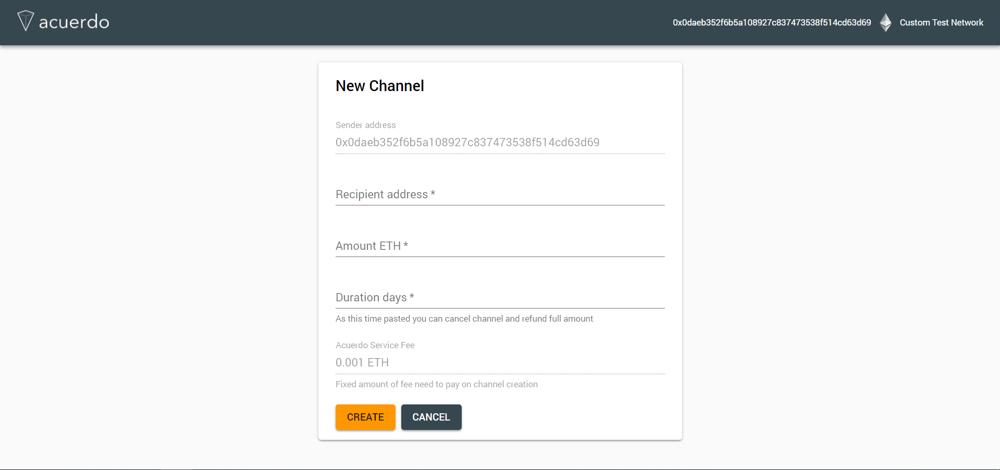 acuerdo
0x0daeb352f6b5a108927c837473538f514cd63d69 Custom Test Network
New Channel
Sender address
0x0daeb352f6b5a108927c837473538f514cd63d69
Recipient address *
Amount ETH *
Duration days *
As this time pasted you can cancel channel and refund full amount
Acuerdo Service Fee
0.001 ETH
Fixed amount of fee need to pay on channel creation
CREATE CANCEL